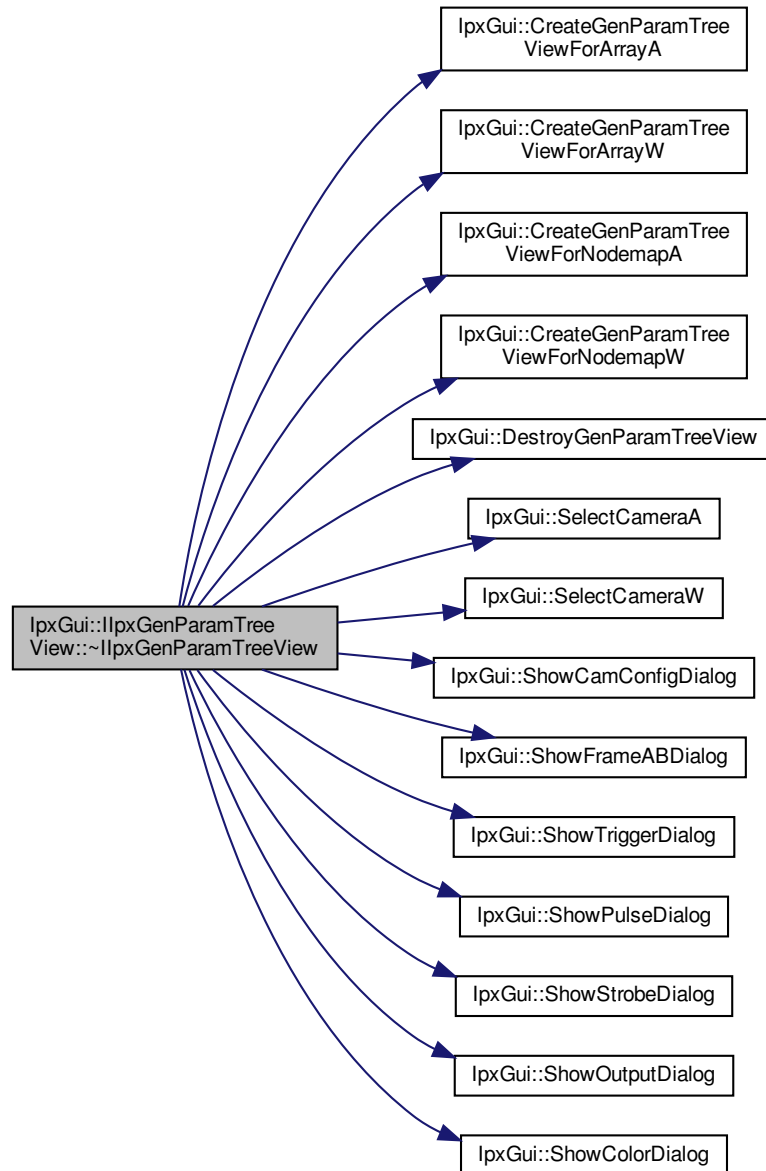 IpxGui::CreateGenParamTree
ViewForArrayA
IpxGui::CreateGenParamTree
ViewForArrayW
IpxGui::CreateGenParamTree
ViewForNodemapA
IpxGui::CreateGenParamTree
ViewForNodemapW
IpxGui::DestroyGenParamTreeView
IpxGui::SelectCameraA
IpxGui::SelectCameraW
IpxGui::IIpxGenParamTree
View::~IIpxGenParamTreeView
IpxGui::ShowCamConfigDialog
IpxGui::ShowFrameABDialog
IpxGui::ShowTriggerDialog
IpxGui::ShowPulseDialog
IpxGui::ShowStrobeDialog
IpxGui::ShowOutputDialog
IpxGui::ShowColorDialog